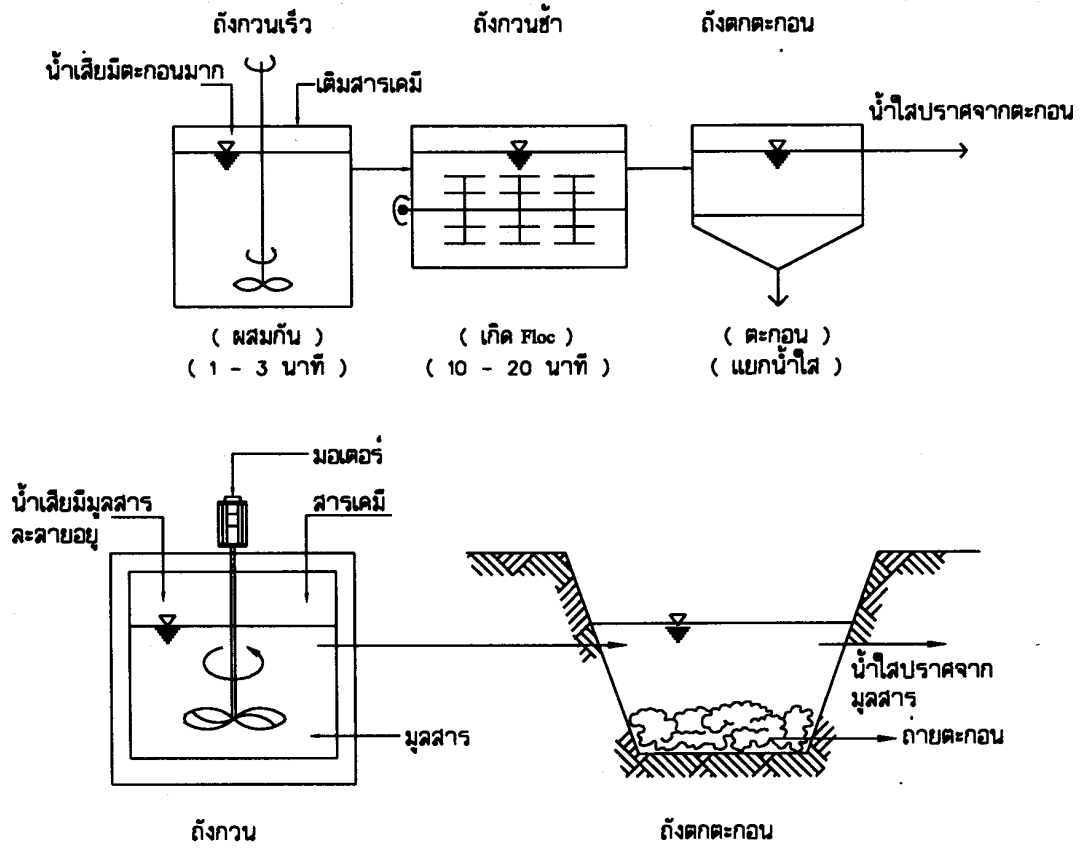 ถังกวนเร็ว
ถังกวนช้า
ถังตกตะกอน
น้ำเสียมีตะกอนมาก
เติมสารเคมี
น้ำใสปราศจากตะกอน
( ผสมกัน )
( 1 - 3 นาที )
( เกิด Floc )
( 10 - 20 นาที )
( ตะกอน )
( แยกน้ำใส )
มอเตอร์
น้ำเสียมีมูลสาร
ละลายอยู่
สารเคมี
น้ำใสปราศจาก
มูลสาร
ถ่ายตะกอน
มูลสาร
ถังกวน
ถังตกตะกอน